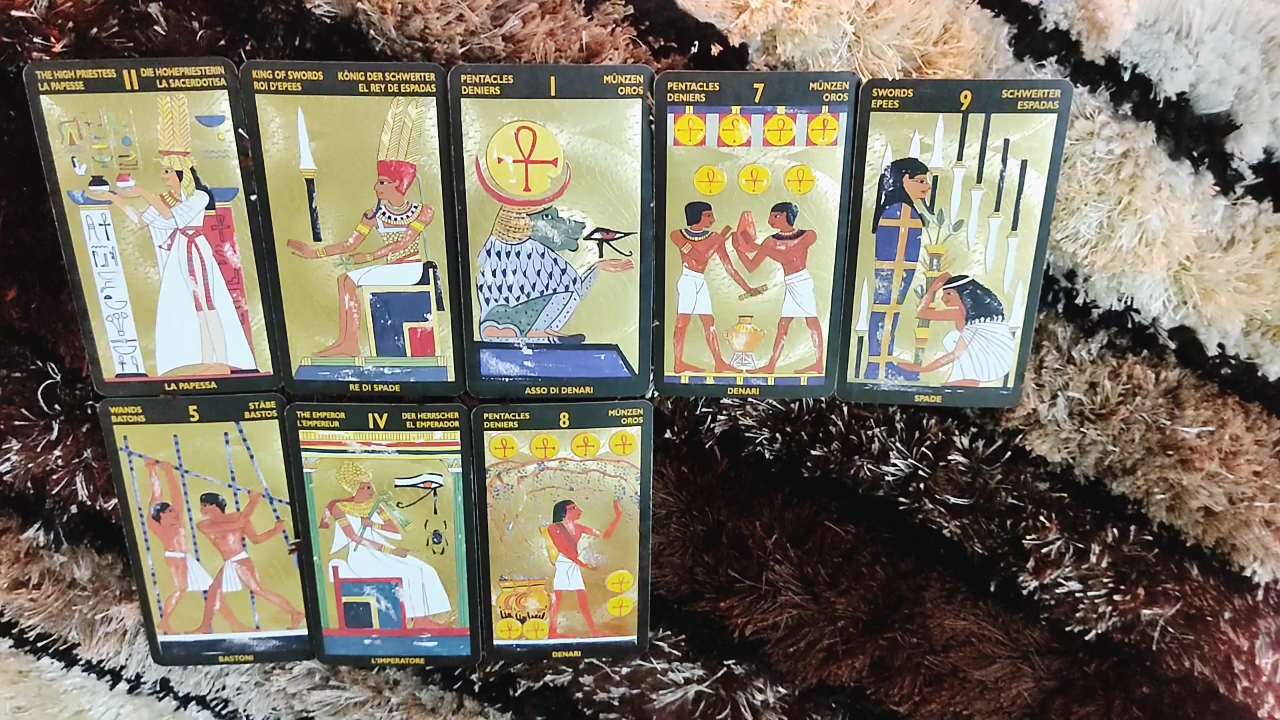 THE HIGH PRIESTESS II DIE HOHEPRIESTERIN
LA PAPESSE LA SACERDOTISA
LA PAPESSA
KING OF SWORDS KÖNIG DER SCHWERTER
ROI D'EPEES EL REY DE ESPADAS
RE DI SPADE
PENTACLES I MÜNZEN
DENIERS OROS
ASSO DI DENARI
PENTACLES 7 MÜNZEN
DENIERS OROS
DENARI
SWORDS 9 SCHWERTER
EPEES ESPADAS
SPADE
WANDS 5 STÄBE
BATONS BASTOS
BASTONI
THE EMPEROR IV DER HERRSCHER
L'EMPEREUR EL EMPERADOR
L'IMPERATORE
PENTACLES 8 MÜNZEN
DENIERS OROS
DENARI